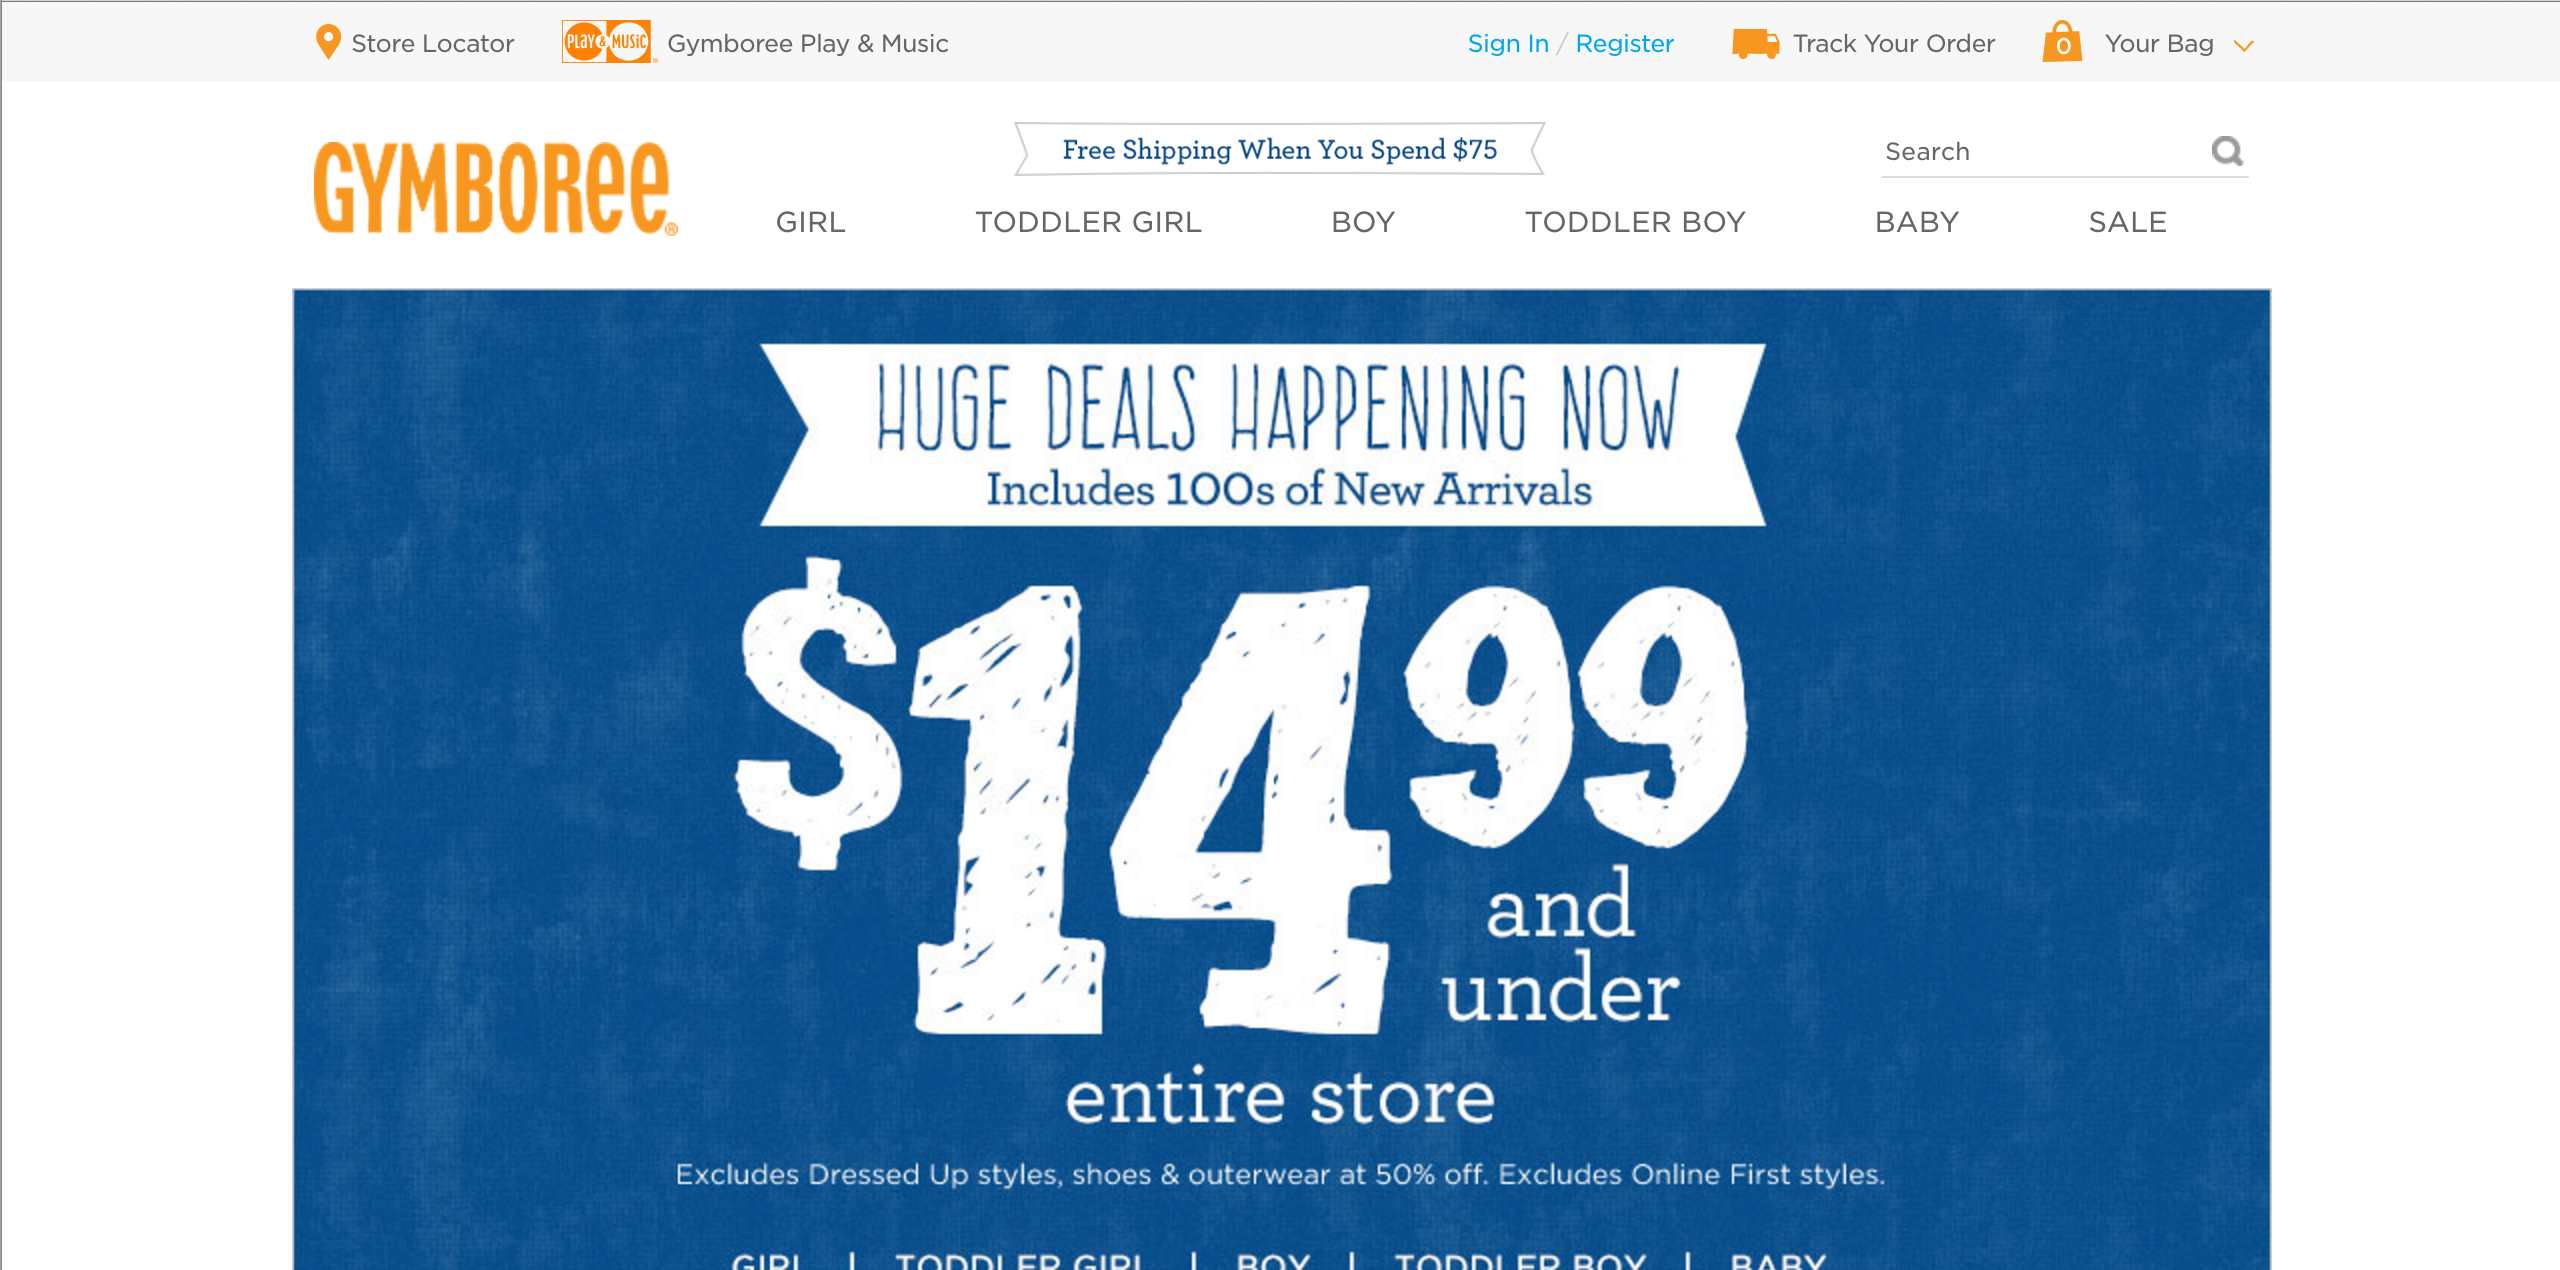 Store Locator PLAY & MUSIC Gymboree Play & Music Sign In / Register Track Your Order 0 Your Bag
Free Shipping When You Spend $75
Search
GYMBOREE®
GIRL TODDLER GIRL BOY TODDLER BOY BABY SALE
HUGE DEALS HAPPENING NOW
Includes 100s of New Arrivals
$14 99
and
under
entire store
Excludes Dressed Up styles, shoes & outerwear at 50% off. Excludes Online First styles.
GIRL | TODDLER GIRL | BOY | TODDLER BOY | BABY